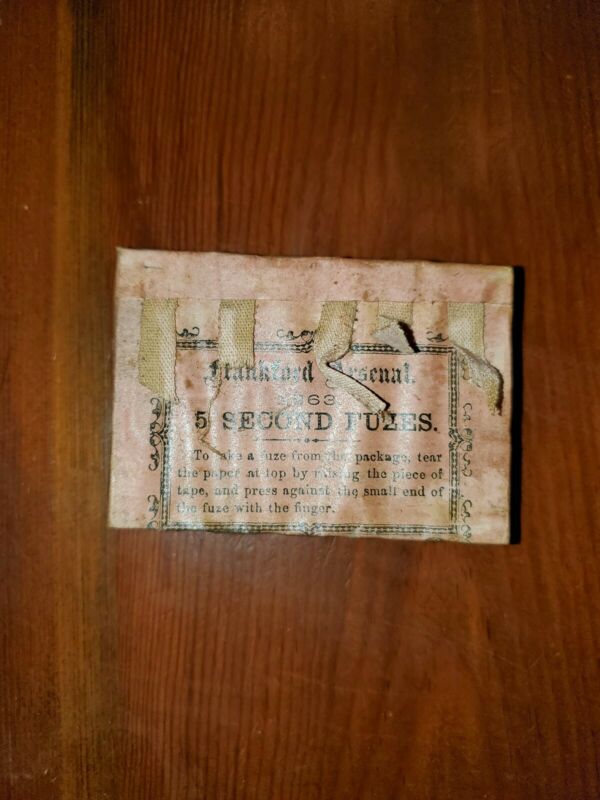 Frankford Arsenal.
1863
5 SECOND FUZES.
To take a fuze from the package, tear
the paper at top by raising the piece of
tape, and press against the small end of
the fuze with the finger.